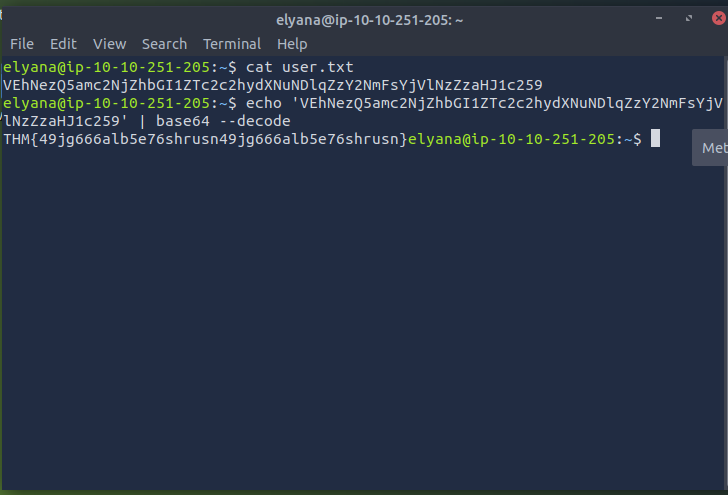 elyana@ip-10-10-251-205: ~
File Edit View Search Terminal Help
elyana@ip-10-10-251-205:~$ cat user.txt
VEhNezQ5amc2NjZhbGI1ZTc2c2hydXNuNDlqZzY2NmFsYjVlNzZzaHJ1c259
elyana@ip-10-10-251-205:~$ echo 'VEhNezQ5amc2NjZhbGI1ZTc2c2hydXNuNDlqZzY2NmFsYjV
lNzZzaHJ1c259' | base64 --decode
THM{49jg666alb5e76shrusn49jg666alb5e76shrusn}elyana@ip-10-10-251-205:~$
Met